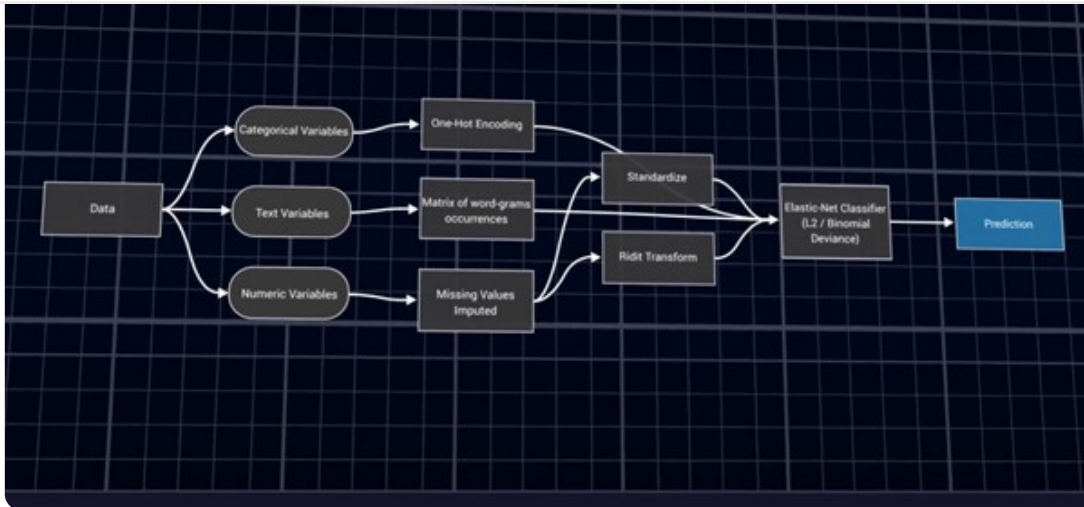 Data
Categorical Variables
Text Variables
Numeric Variables
One-Hot Encoding
Matrix of word-grams
occurrences
Missing Values
Imputed
Standardize
Ridit Transform
Elastic-Net Classifier
(L2 / Binomial
Deviance)
Prediction